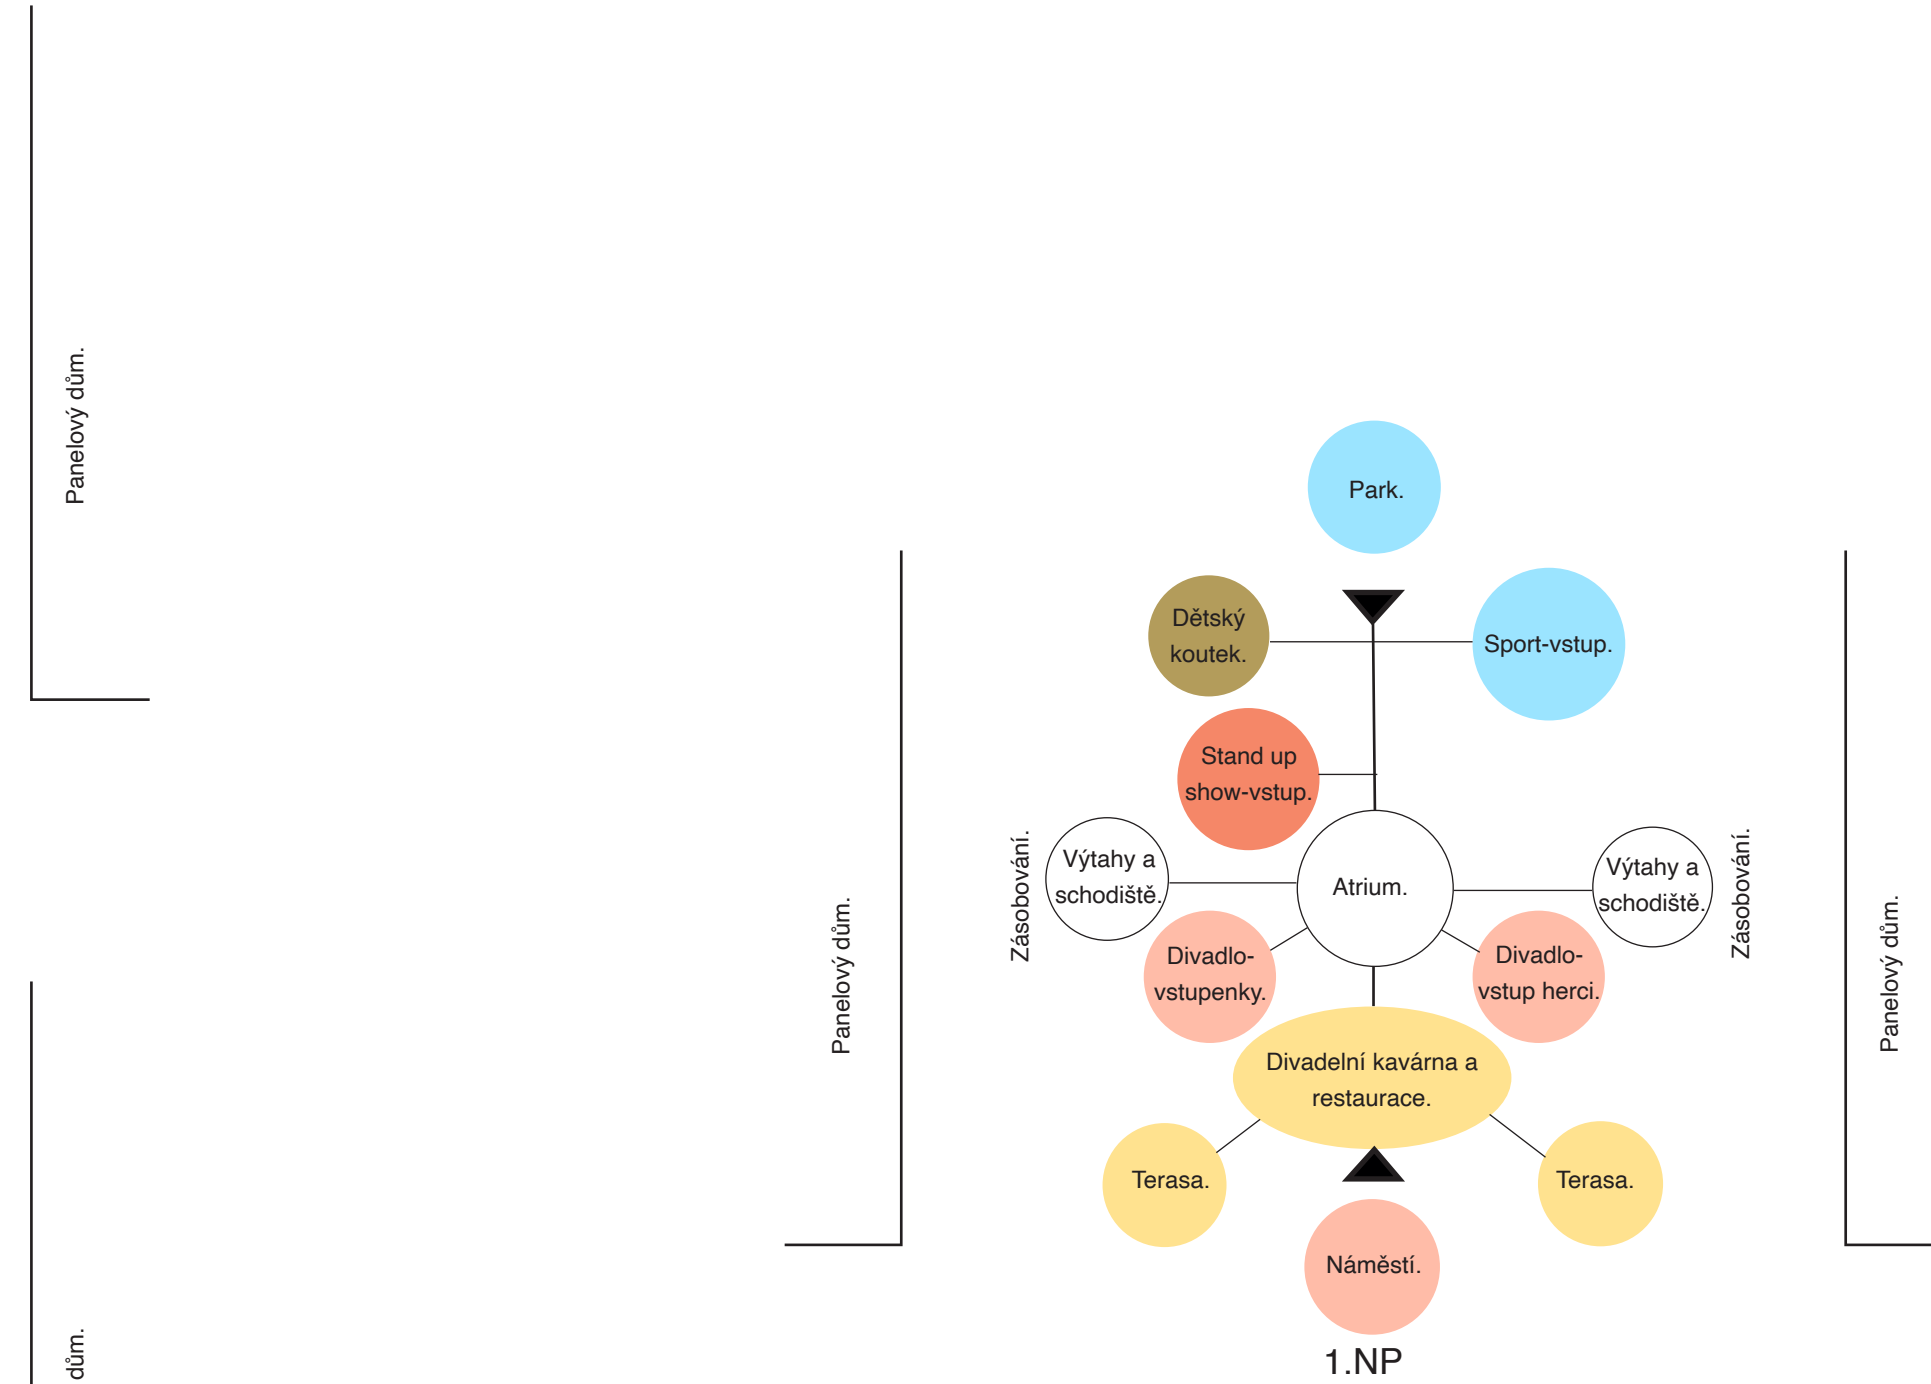 Panelový dům.
Park.
Dětský
koutek.
Sport-vstup.
Stand up
show-vstup.
Zásobování.
Výtahy a
schodiště.
Atrium.
Výtahy a
schodiště.
Zásobování.
Panelový dům.
Panelový dům.
Divadlo-
vstupenky.
Divadlo-
vstup herci.
Divadelní kavárna a
restaurace.
Terasa.
Terasa.
Náměstí.
dům.
1.NP